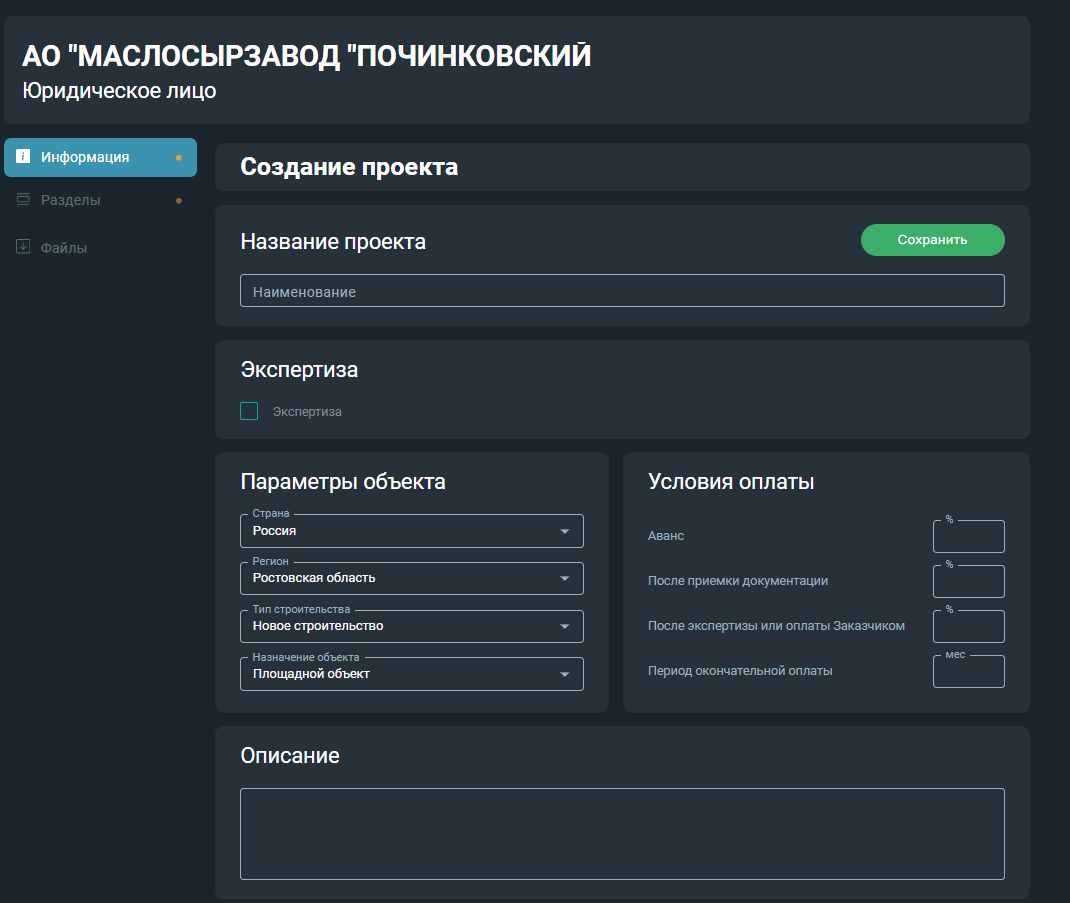 АО "МАСЛОСЫРЗАВОД "ПОЧИНКОВСКИЙ
Юридическое лицо
Информация
Разделы
Файлы
Создание проекта
Название проекта
Сохранить
Наименование
Экспертиза
Экспертиза
Параметры объекта
Страна
Россия
Регион
Ростовская область
Тип строительства
Новое строительство
Назначение объекта
Площадной объект
Условия оплаты
%
Аванс
%
После приемки документации
%
После экспертизы или оплаты Заказчиком
мес
Период окончательной оплаты
Описание